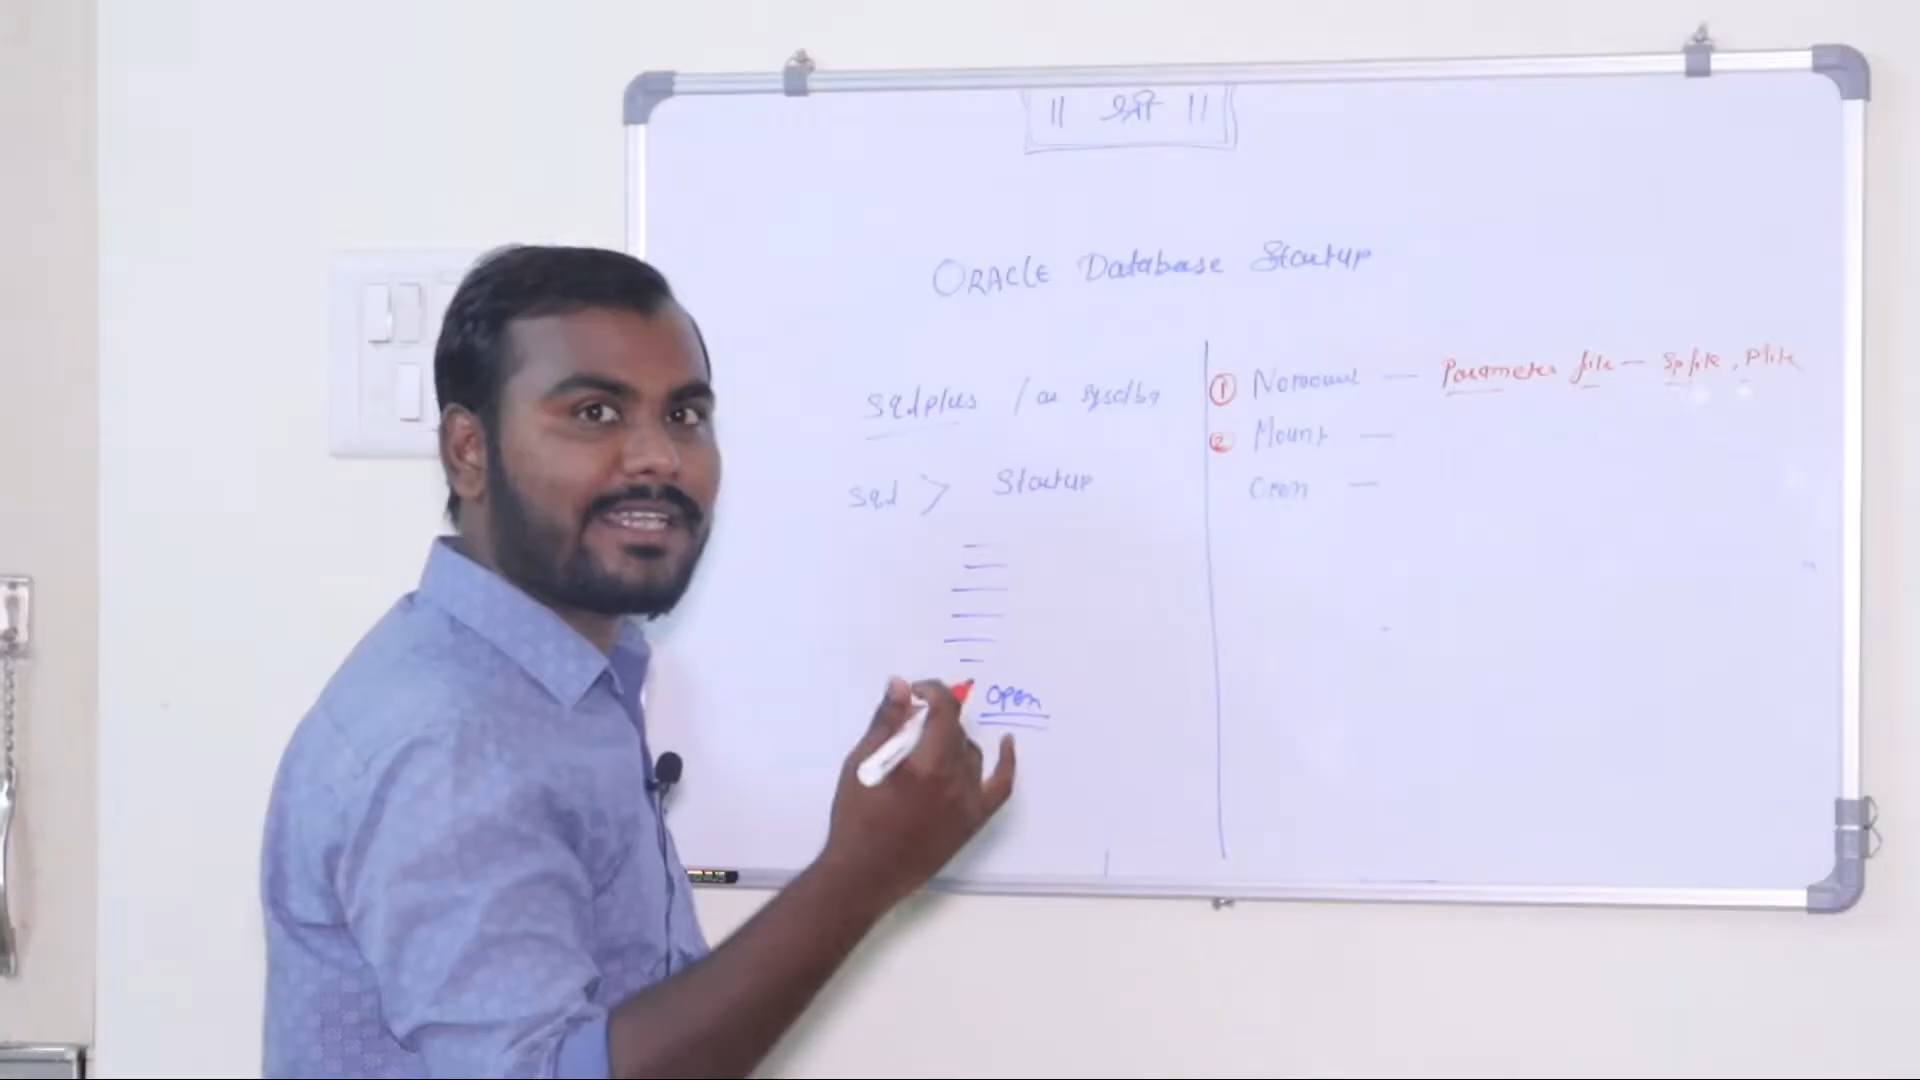 || श्री ||
ORACLE Database Startup
sqlplus / as sysdba
sql > Startup
Open
① Nomount — Parameter file — Spfile, Pfile
② Mount —
Open —